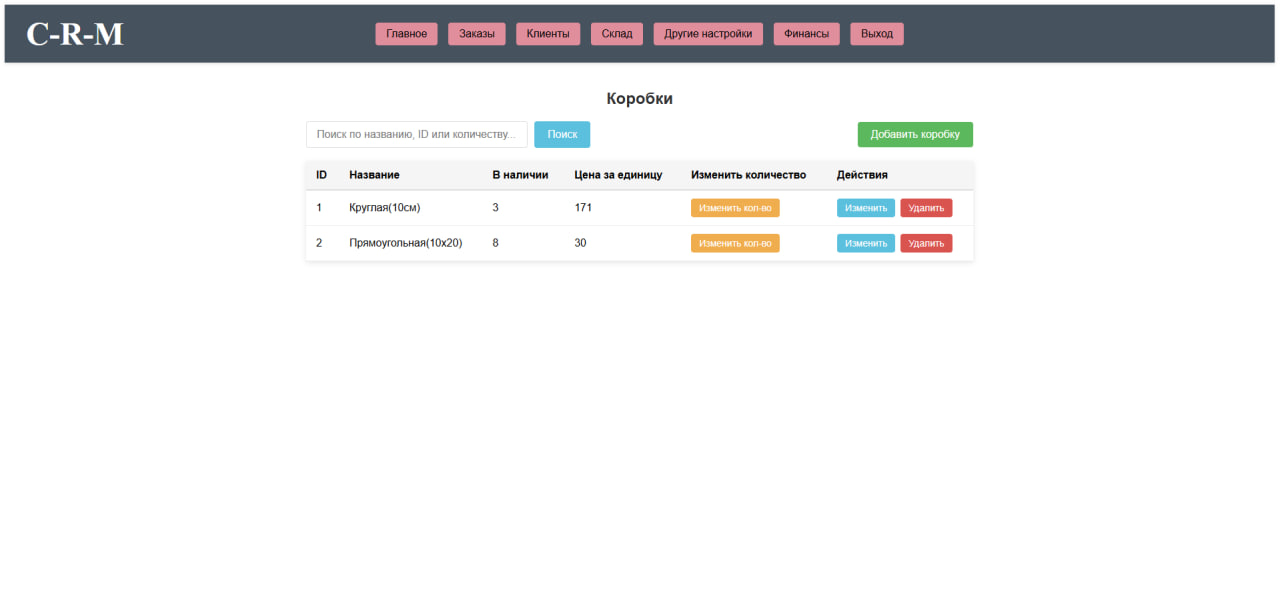 C-R-M
Главное Заказы Клиенты Склад Другие настройки Финансы Выход
Коробки
Поиск по названию, ID или количеству... Поиск Добавить коробку
ID Название В наличии Цена за единицу Изменить количество Действия
1 Круглая(10см) 3 171 Изменить кол-во Изменить Удалить
2 Прямоугольная(10х20) 8 30 Изменить кол-во Изменить Удалить